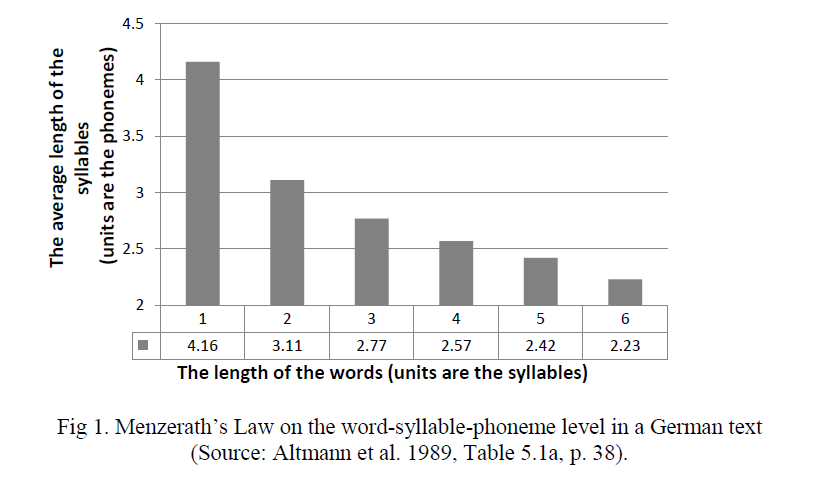 The average length of the
syllables
(units are the phonemes)
4.5
4
3.5
3
2.5
2
1 2 3 4 5 6
4.16 3.11 2.77 2.57 2.42 2.23
The length of the words (units are the syllables)
Fig 1. Menzerath’s Law on the word-syllable-phoneme level in a German text
(Source: Altmann et al. 1989, Table 5.1a, p. 38).